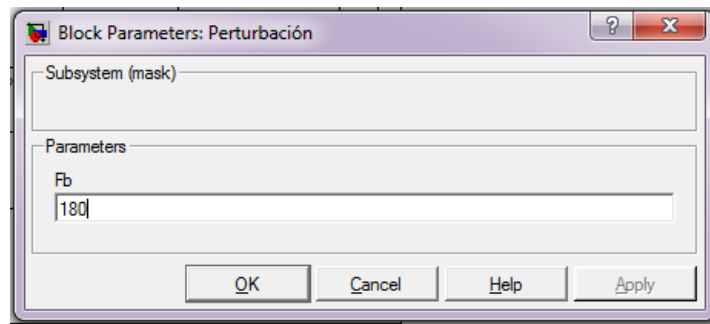 Block Parameters: Perturbación
Subsystem (mask)
Parameters
Fb
180
OK Cancel Help Apply